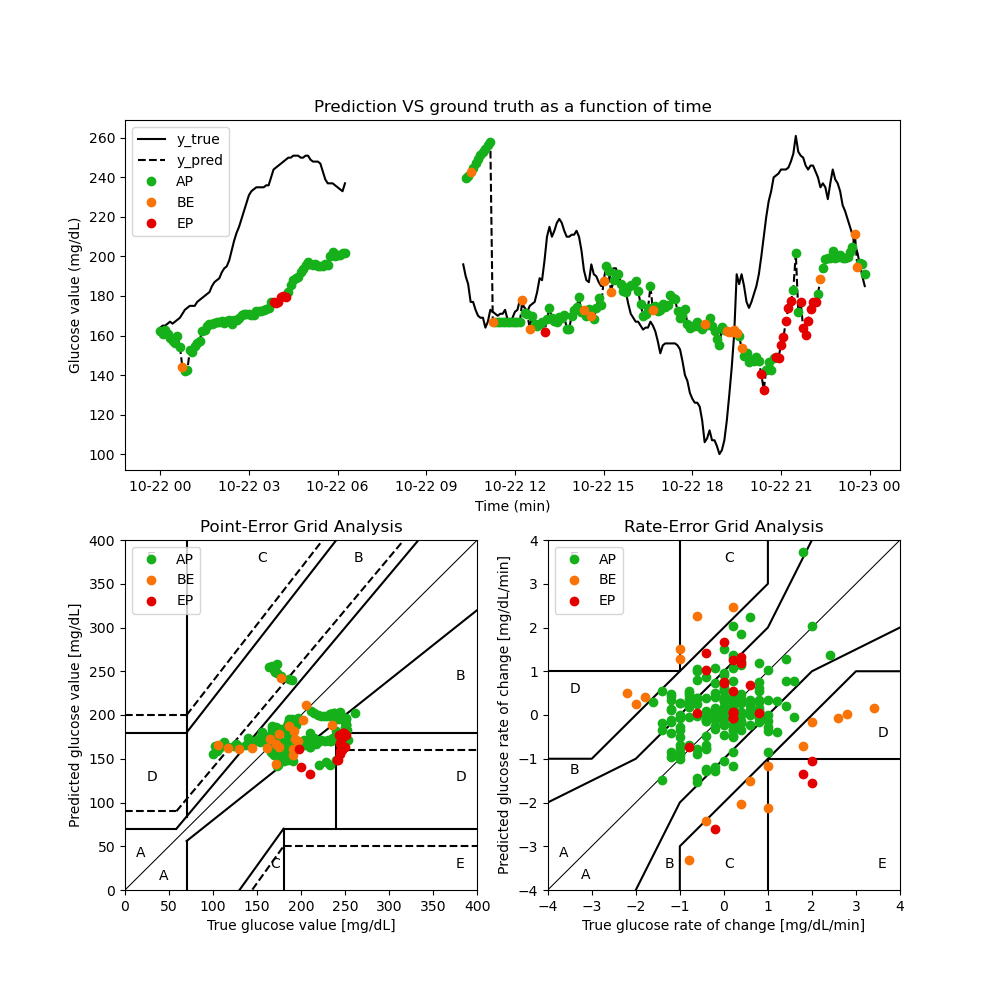 Prediction VS ground truth as a function of time
Glucose value (mg/dL)
260
240
220
200
180
160
140
120
100
y_true
y_pred
AP
BE
EP
10-22 00 10-22 03 10-22 06 10-22 09 10-22 12 10-22 15 10-22 18 10-22 21 10-23 00
Time (min)
Point-Error Grid Analysis
Predicted glucose value [mg/dL]
400
350
300
250
200
150
100
50
0
AP
BE
EP
C
B
B
D
D
A
A
C
E
0 50 100 150 200 250 300 350 400
True glucose value [mg/dL]
Rate-Error Grid Analysis
Predicted glucose rate of change [mg/dL/min]
4
3
2
1
0
−1
−2
−3
−4
AP
BE
EP
C
D
D
B
A
A
B
C
E
−4 −3 −2 −1 0 1 2 3 4
True glucose rate of change [mg/dL/min]